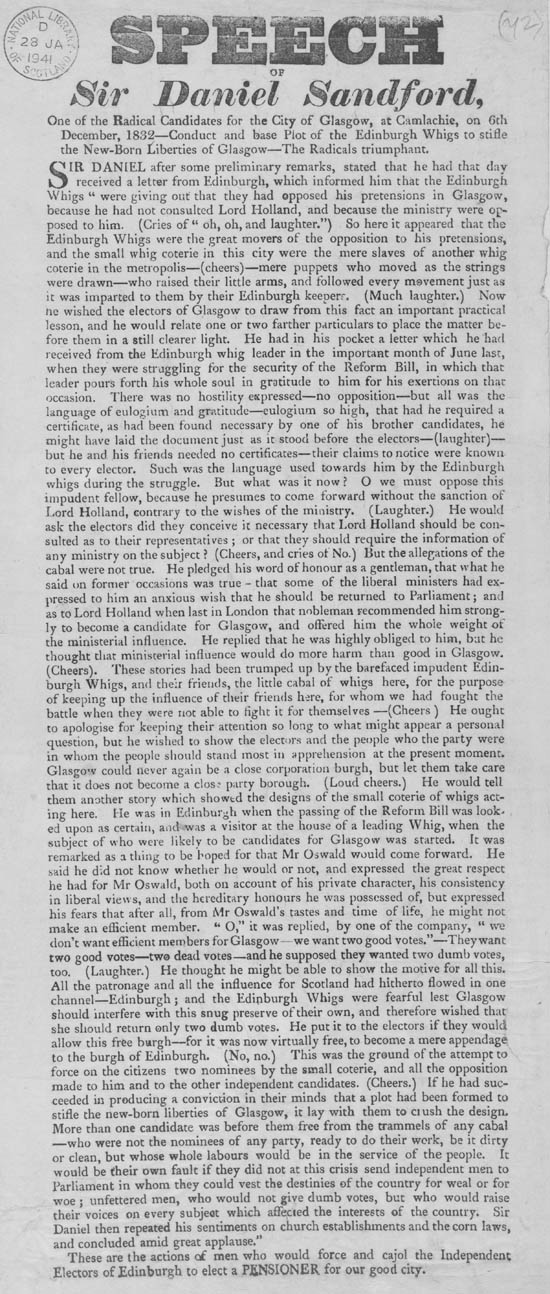 NATIONAL LIBRARY
D
28 JA
1941
OF SCOTLAND
(42)
SPEECH
OF
Sir Daniel Sandford,
One of the Radical Candidates for the City of Glasgow, at Camlachie, on 6th
December, 1832—Conduct and base Plot of the Edinburgh Whigs to stifle
the New-Born Liberties of Glasgow—The Radicals triumphant.
SIR DANIEL after some preliminary remarks, stated that he had that day
received a letter from Edinburgh, which informed him that the Edinburgh
Whigs “ were giving out that they had opposed his pretensions in Glasgow,
because he had not consulted Lord Holland, and because the ministry were op-
posed to him. (Cries of “ oh, oh, and laughter.”) So here it appeared that the
Edinburgh Whigs were the great movers of the opposition to his pretensions,
and the small whig coterie in this city were the mere slaves of another whig
coterie in the metropolis—(cheers)—mere puppets who moved as the strings
were drawn—who raised their little arms, and followed every movement just as
it was imparted to them by their Edinburgh keepers. (Much laughter.) Now
he wished the electors of Glasgow to draw from this fact an important practical
lesson, and he would relate one or two farther particulars to place the matter be-
fore them in a still clearer light. He had in his pocket a letter which he had
received from the Edinburgh whig leader in the important month of June last,
when they were struggling for the security of the Reform Bill, in which that
leader pours forth his whole soul in gratitude to him for his exertions on that
occasion. There was no hostility expressed—no opposition—but all was the
language of eulogium and gratitude—eulogium so high, that had he required a
certificate, as had been found necessary by one of his brother candidates, he
might have laid the document just as it stood before the electors—(laughter)—
but he and his friends needed no certificates—their claims to notice were known
to every elector. Such was the language used towards him by the Edinburgh
whigs during the struggle. But what was it now? O we must oppose this
impudent fellow, because he presumes to come forward without the sanction of
Lord Holland, contrary to the wishes of the ministry. (Laughter.) He would
ask the electors did they conceive it necessary that Lord Holland should be con-
sulted as to their representatives ; or that they should require the information of
any ministry on the subject? (Cheers, and cries of No.) But the allegations of the
cabal were not true. He pledged his word of honour as a gentleman, that what he
said on former occasions was true - that some of the liberal ministers had ex-
pressed to him an anxious wish that he should be returned to Parliament ; and
as to Lord Holland when last in London that nobleman recommended him strong-
ly to become a candidate for Glasgow, and offered him the whole weight of
the ministerial influence. He replied that he was highly obliged to him, but he
thought that ministerial influence would do more harm than good in Glasgow.
(Cheers). These stories had been trumped up by the barefaced impudent Edin-
burgh Whigs, and their friends, the little cabal of whigs here, for the purpose
of keeping up the influence of their friends here, for whom we had fought the
battle when they were not able to fight it for themselves —(Cheers ) He ought
to apologise for keeping their attention so long to what might appear a personal
question, but he wished to show the electors and the people who the party were
in whom the people should stand most in apprehension at the present moment.
Glasgow could never again be a close corporation burgh, but let them take care
that it does not become a close party borough. (Loud cheers.) He would tell
them another story which showed the designs of the small coterie of whigs act-
ing here. He was in Edinburgh when the passing of the Reform Bill was look-
ed upon as certain, and was a visitor at the house of a leading Whig, when the
subject of who were likely to be candidates for Glasgow was started. It was
remarked as a thing to be hoped for that Mr Oswald would come forward. He
said he did not know whether he would or not, and expressed the great respect
he had for Mr Oswald, both on account of his private character, his consistency
in liberal views, and the hereditary honours he was possessed of, but expressed
his fears that after all, from Mr Oswald's tastes and time of life, he might not
make an efficient member. “ O,” it was replied, by one of the company, “ we
don't want efficient members for Glasgow—we want two good votes.”—They want
two good votes—two dead votes—and he supposed they wanted two dumb votes,
too. (Laughter.) He thought he might be able to show the motive for all this.
All the patronage and all the influence for Scotland had hitherto flowed in one
channel—Edinburgh ; and the Edinburgh Whigs were fearful lest Glasgow
should interfere with this snug preserve of their own, and therefore wished that
she should return only two dumb votes. He put it to the electors if they would
allow this free burgh—for it was now virtually free, to become a mere appendage
to the burgh of Edinburgh. (No, no.) This was the ground of the attempt to
force on the citizens two nominees by the small coterie, and all the opposition
made to him and to the other independent candidates. (Cheers.) If he had suc-
ceeded in producing a conviction in their minds that a plot had been formed to
stifle the new-born liberties of Glasgow, it lay with them to crush the design.
More than one candidate was before them free from the trammels of any cabal
—who were not the nominees of any party, ready to do their work, be it dirty
or clean, but whose whole labours would be in the service of the people. It
would be their own fault if they did not at this crisis send independent men to
Parliament in whom they could vest the destinies of the country for weal or for
woe ; unfettered men, who would not give dumb votes, but who would raise
their voices on every subject which affected the interests of the country. Sir
Daniel then repeated his sentiments on church establishments and the corn laws,
and concluded amid great applause.”
These are the actions of men who would force and cajol the Independent
Electors of Edinburgh to elect a PENSIONER for our good city.